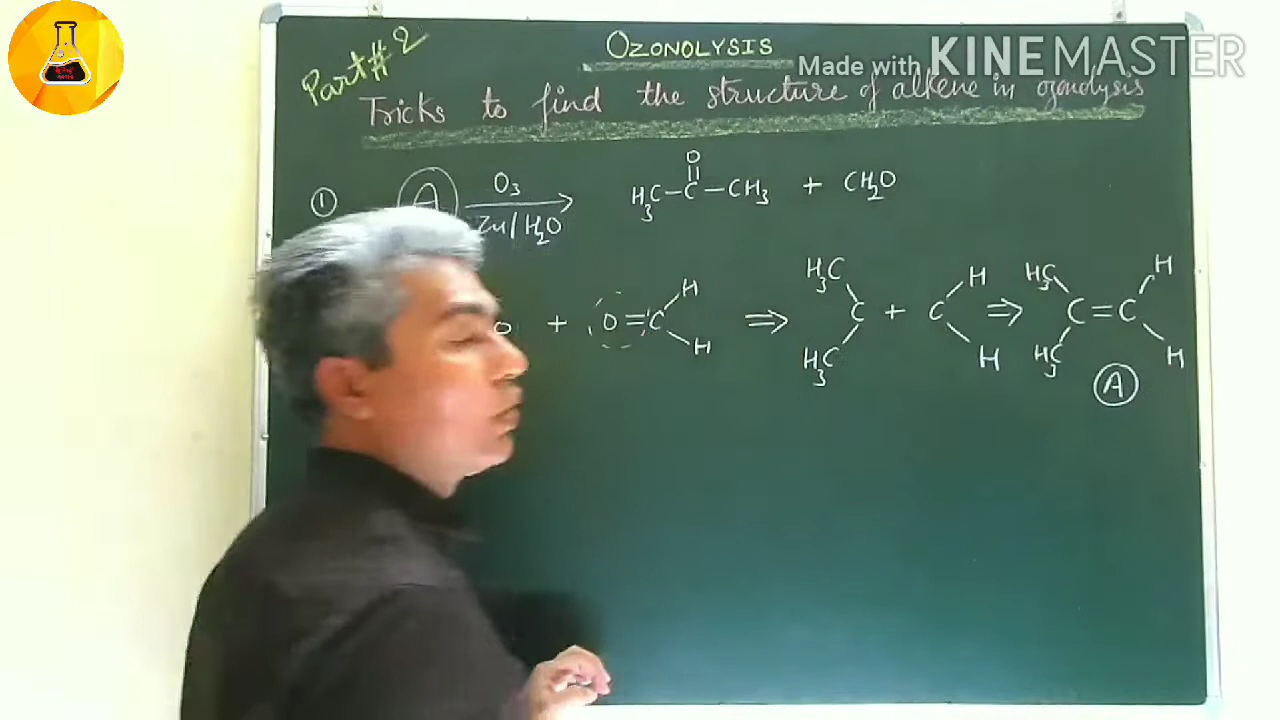 Part # 2
OZONOLYSIS
Made with KINEMASTER
Tricks to find the structure of alkene in ozonolysis
① A O₃ Zn/H₂O ⟶ H₃C–C(=O)–CH₃ + CH₂O
O + O=C H H ⇒ H₃C H₃C C + C H H ⇒ H₃C H₃C C=C H H
A